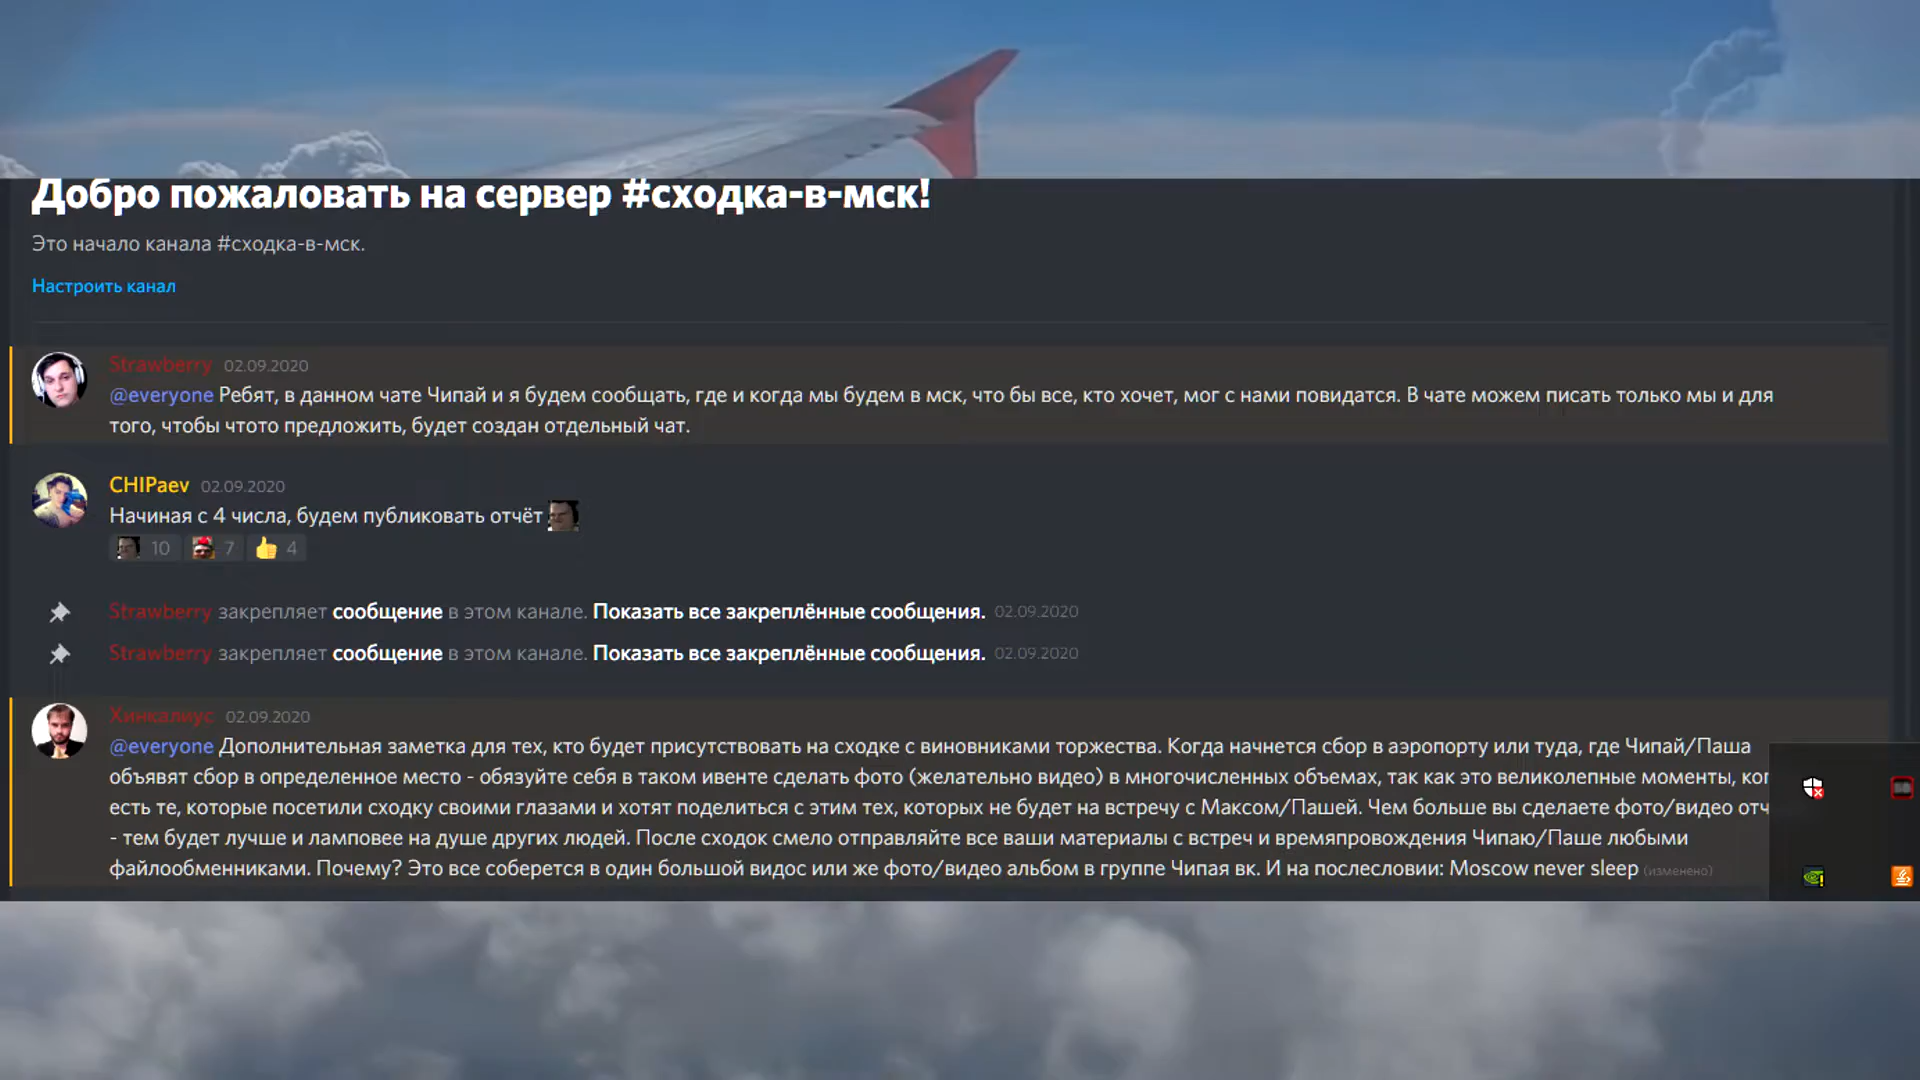 Добро пожаловать на сервер #сходка-в-мск!
Это начало канала #сходка-в-мск.
Настроить канал
Strawberry 02.09.2020
@everyone Ребят, в данном чате Чипай и я будем сообщать, где и когда мы будем в мск, что бы все, кто хочет, мог с нами повидатся. В чате можем писать только мы и для
того, чтобы чтото предложить, будет создан отдельный чат.
CHIPaev 02.09.2020
Начиная с 4 числа, будем публиковать отчёт
10 7 4
Strawberry закрепляет сообщение в этом канале. Показать все закреплённые сообщения. 02.09.2020
Strawberry закрепляет сообщение в этом канале. Показать все закреплённые сообщения. 02.09.2020
Хинкалиус 02.09.2020
@everyone Дополнительная заметка для тех, кто будет присутствовать на сходке с виновниками торжества. Когда начнется сбор в аэропорту или туда, где Чипай/Паша
объявят сбор в определенное место - обязуйте себя в таком ивенте сделать фото (желательно видео) в многочисленных объемах, так как это великолепные моменты,
есть те, которые посетили сходку своими глазами и хотят поделиться с этим тех, которых не будет на встречу с Максом/Пашей. Чем больше вы сделаете фото/видео
- тем будет лучше и ламповее на душе других людей. После сходок смело отправляйте все ваши материалы с встреч и времяпровождения Чипаю/Паше любыми
файлообменниками. Почему? Это все соберется в один большой видос или же фото/видео альбом в группе Чипая вк. И на послесловии: Moscow never sleep (изменено)